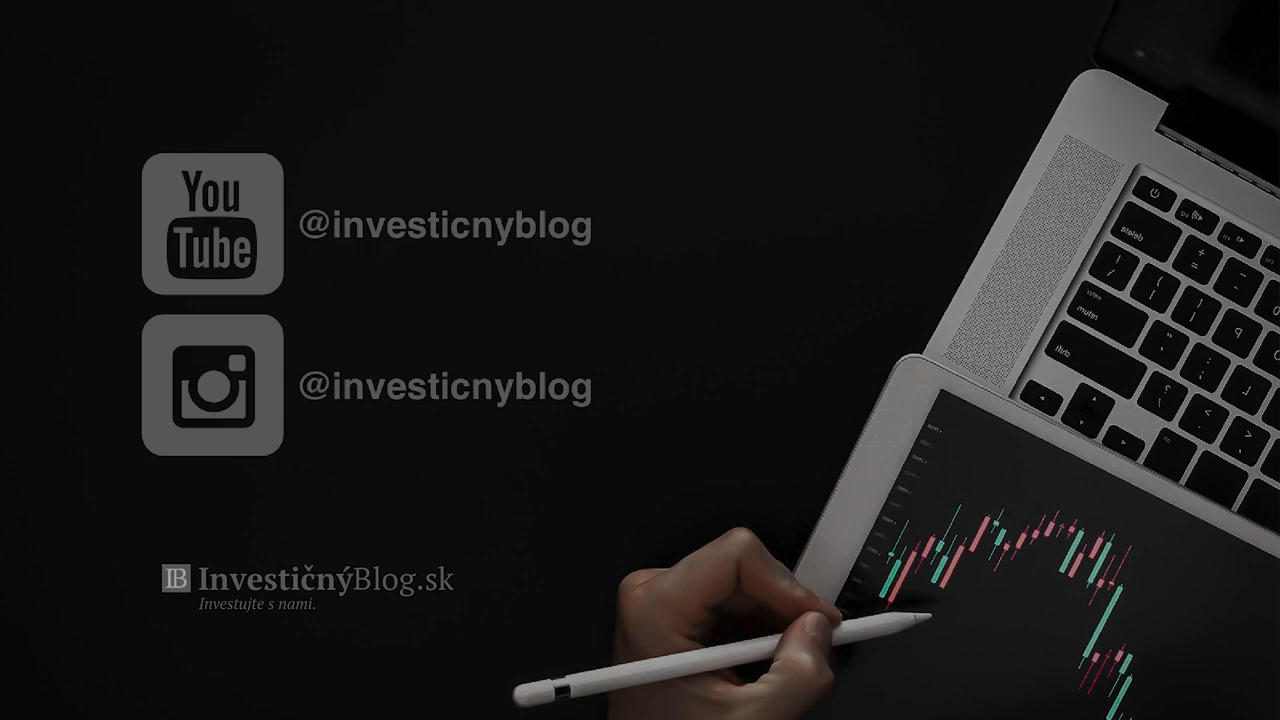 You
Tube
@investicnyblog
@investicnyblog
IB InvestičnýBlog.sk
Investujte s nami.